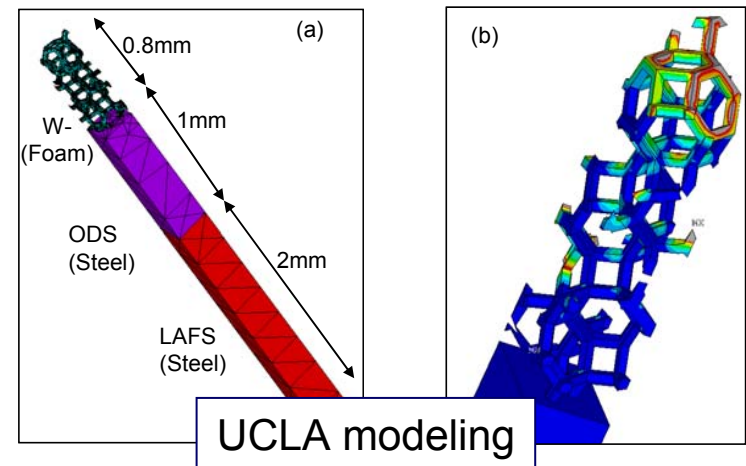 (a)
0.8mm
W-
(Foam)
1mm
ODS
(Steel)
2mm
LAFS
(Steel)
(b)
UCLA modeling